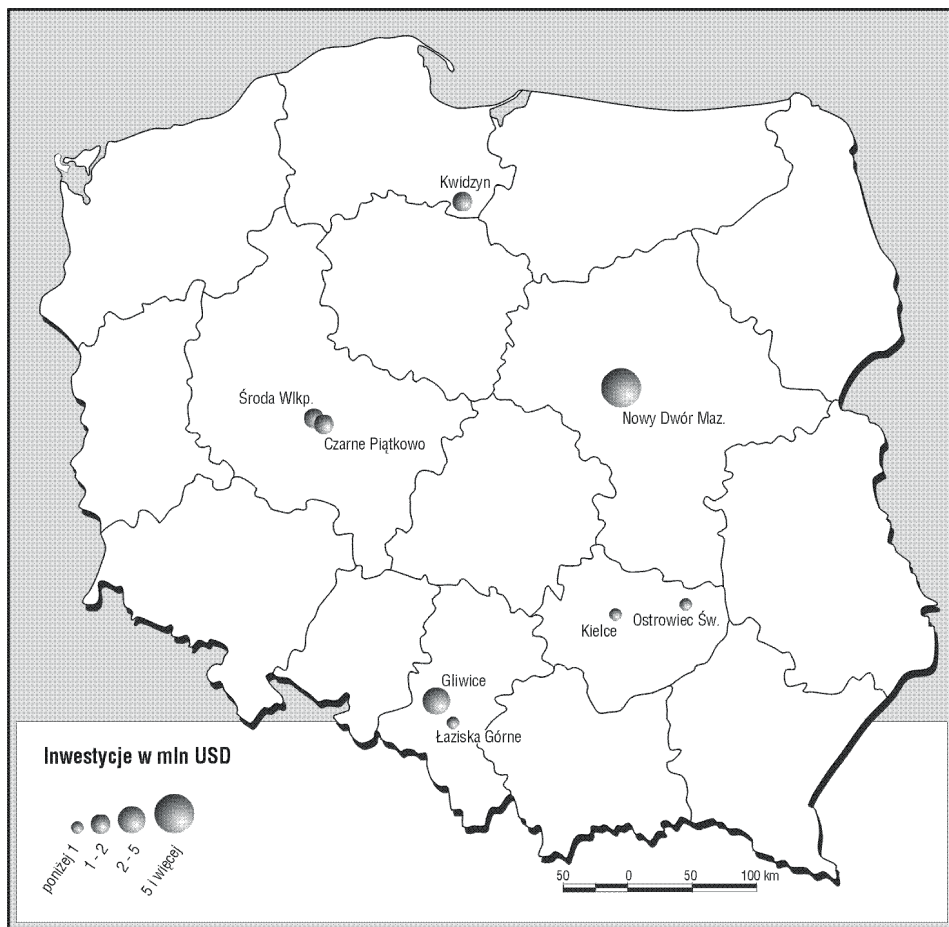 Kwidzyn
Środa Wlkp.
Czarne Piątkowo
Nowy Dwór Maz.
Kielce
Ostrowiec Św.
Gliwice
Łaziska Górne
Inwestycje w mln USD
poniżej 1
1 - 2
2 - 5
5 i więcej
50 0 50 100 km